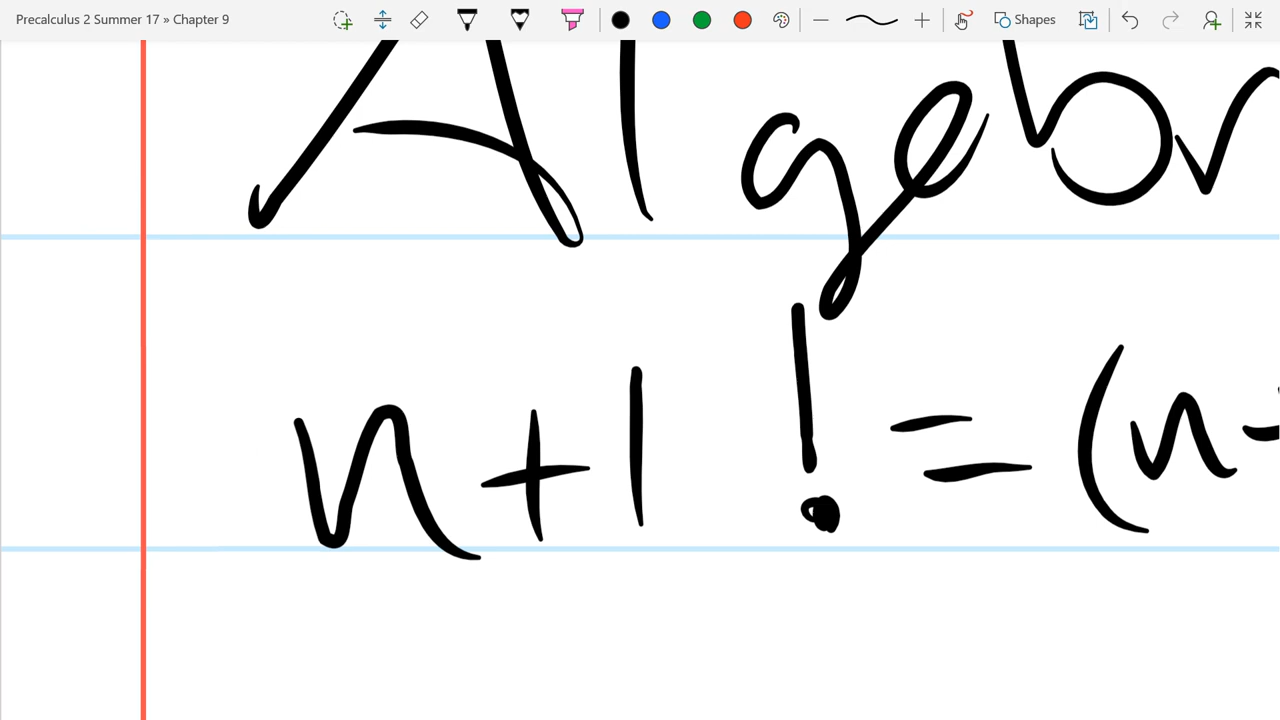 Precalculus 2 Summer 17 » Chapter 9
Shapes
Algebr
n+1 ! = (n